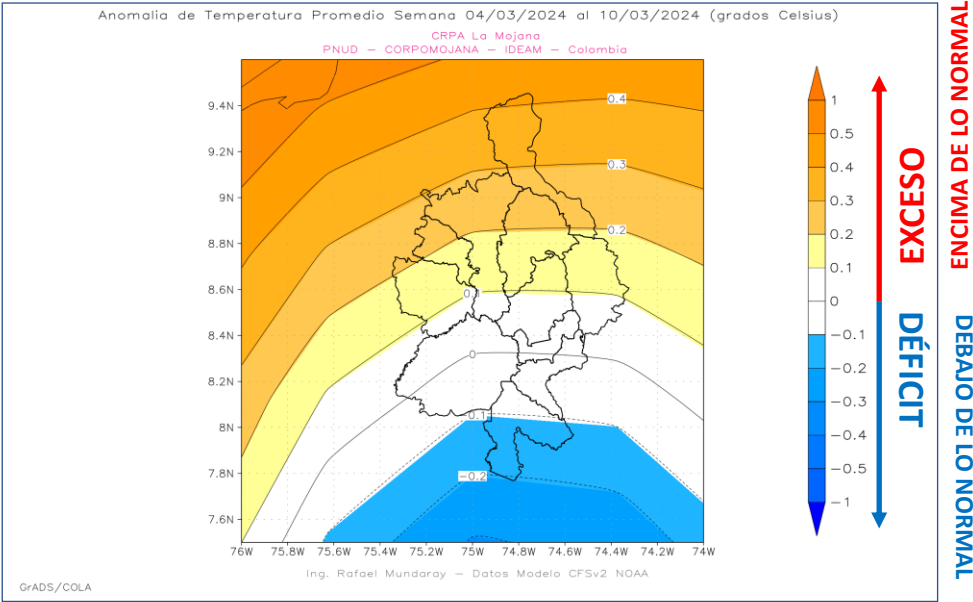 Anomalia de Temperatura Promedio Semana 04/03/2024 al 10/03/2024 (grados Celsius)
CRPA La Mojana
PNUD – CORPOMOJANA – IDEAM – Colombia
9.4N
9.2N
9N
8.8N
8.6N
8.4N
8.2N
8N
7.8N
7.6N
0.4
0.3
0.2
0.1
0
-0.1
-0.2
76W 75.8W 75.6W 75.4W 75.2W 75W 74.8W 74.6W 74.4W 74.2W 74W
Ing. Rafael Mundaray – Datos Modelo CFSv2 NOAA
GrADS/COLA
1
0.5
0.4
0.3
0.2
0.1
0
-0.1
-0.2
-0.3
-0.4
-0.5
-1
EXCESO
DÉFICIT
ENCIMA DE LO NORMAL
DEBAJO DE LO NORMAL